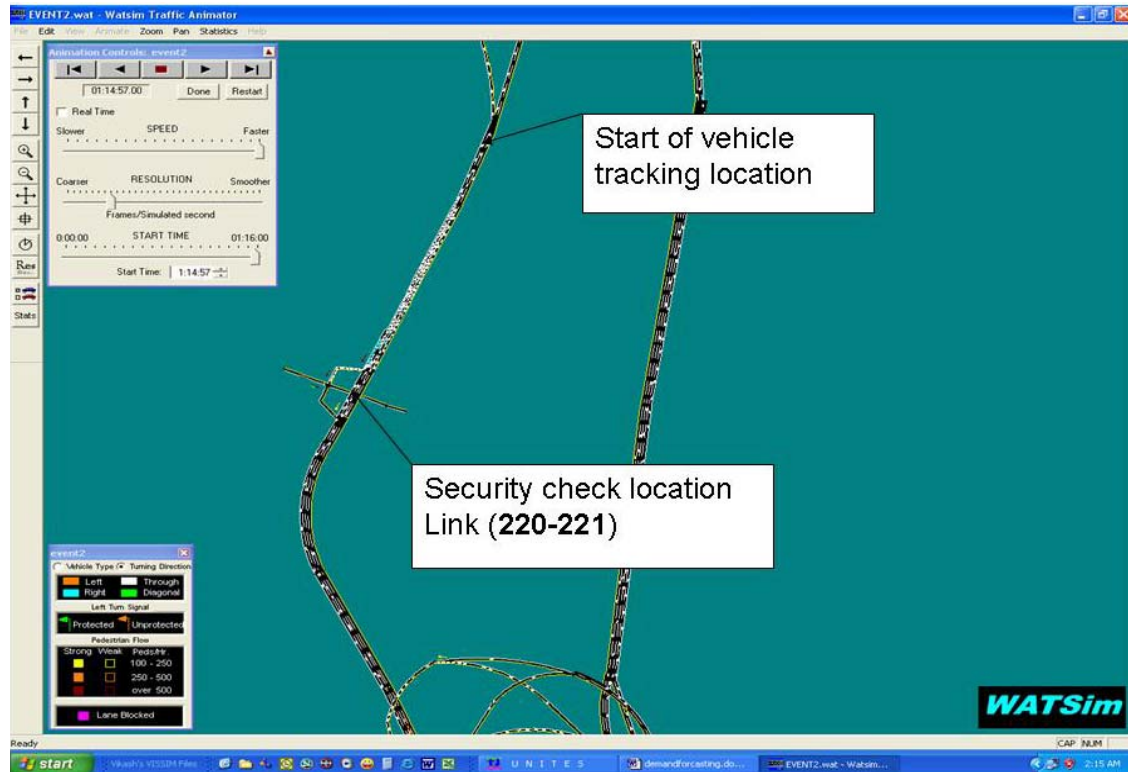 EVENT2.wat - Watsim Traffic Animator
File Edit View Animate Zoom Pan Statistics Help
Animation Controls: event2
01:14:57.00 Done Restart
Real Time
Slower SPEED Faster
Coarser RESOLUTION Smoother
Frames/Simulated second
0:00:00 START TIME 01:16:00
Start Time: 1:14:57
Res
Stats
Start of vehicle
tracking location
Security check location
Link (220-221)
event2
Vehicle Type Turning Direction
Left Through
Right Diagonal
Left Turn Signal
Protected Unprotected
Pedestrian Flow
Strong Weak Peds/Hr.
100 - 250
250 - 500
over 500
Lane Blocked
WATSim
Ready
CAP NUM
start Vikash's VISSIM Files U N I T E S demandforcasting.do... EVENT2.wat - Watsim... 2:15 AM